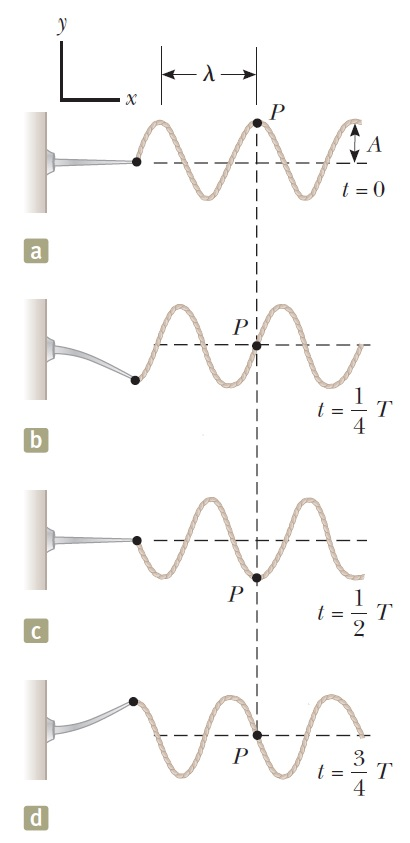 y
λ
x
P
A
t = 0
a
P
t = 1/4 T
b
P
t = 1/2 T
c
P
t = 3/4 T
d